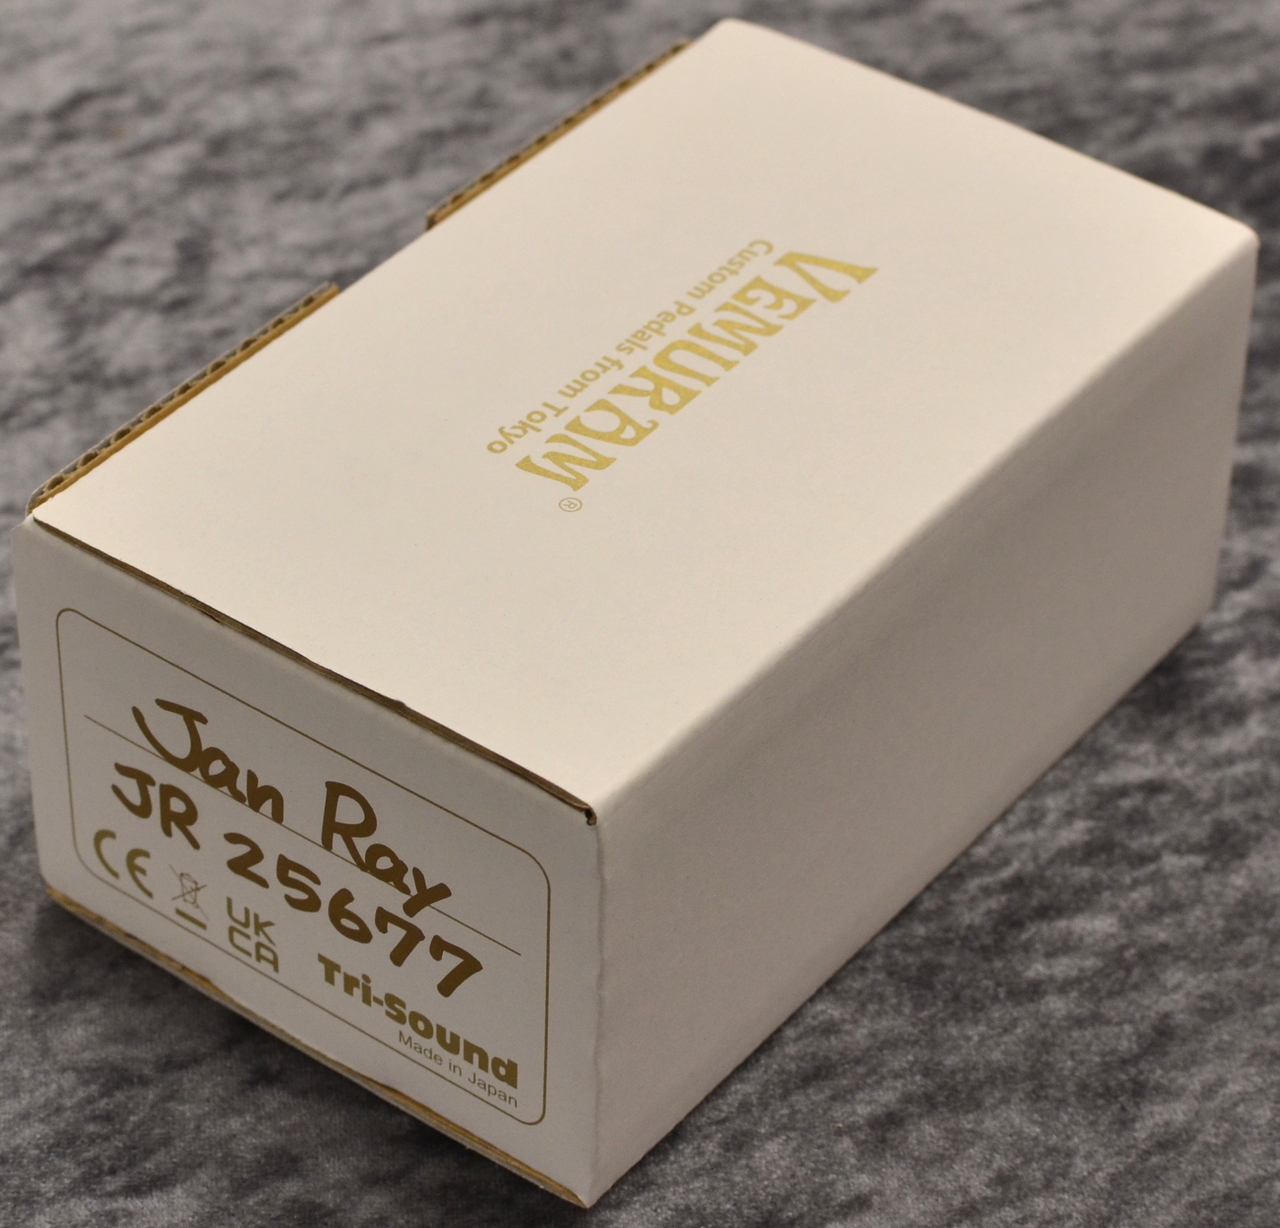 VEMURAM®
Custom Pedals from Tokyo
Jan Ray
JR 25677
CE
UK
CA
Tri-Sound
Made in Japan